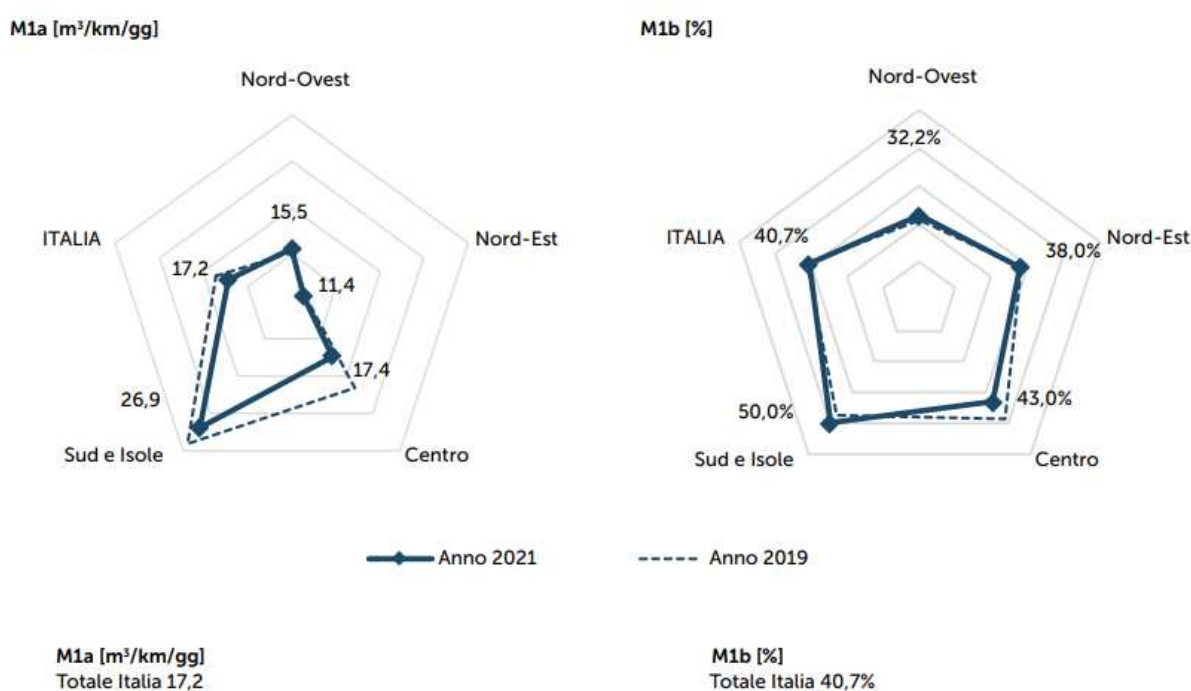 M1a [m³/km/gg]
Nord-Ovest
15,5
ITALIA
17,2
Nord-Est
11,4
17,4
26,9
Sud e Isole
Centro
M1b [%]
Nord-Ovest
32,2%
ITALIA
40,7%
38,0%
Nord-Est
50,0%
43,0%
Sud e Isole
Centro
Anno 2021
Anno 2019
M1a [m³/km/gg]
Totale Italia 17,2
M1b [%]
Totale Italia 40,7%